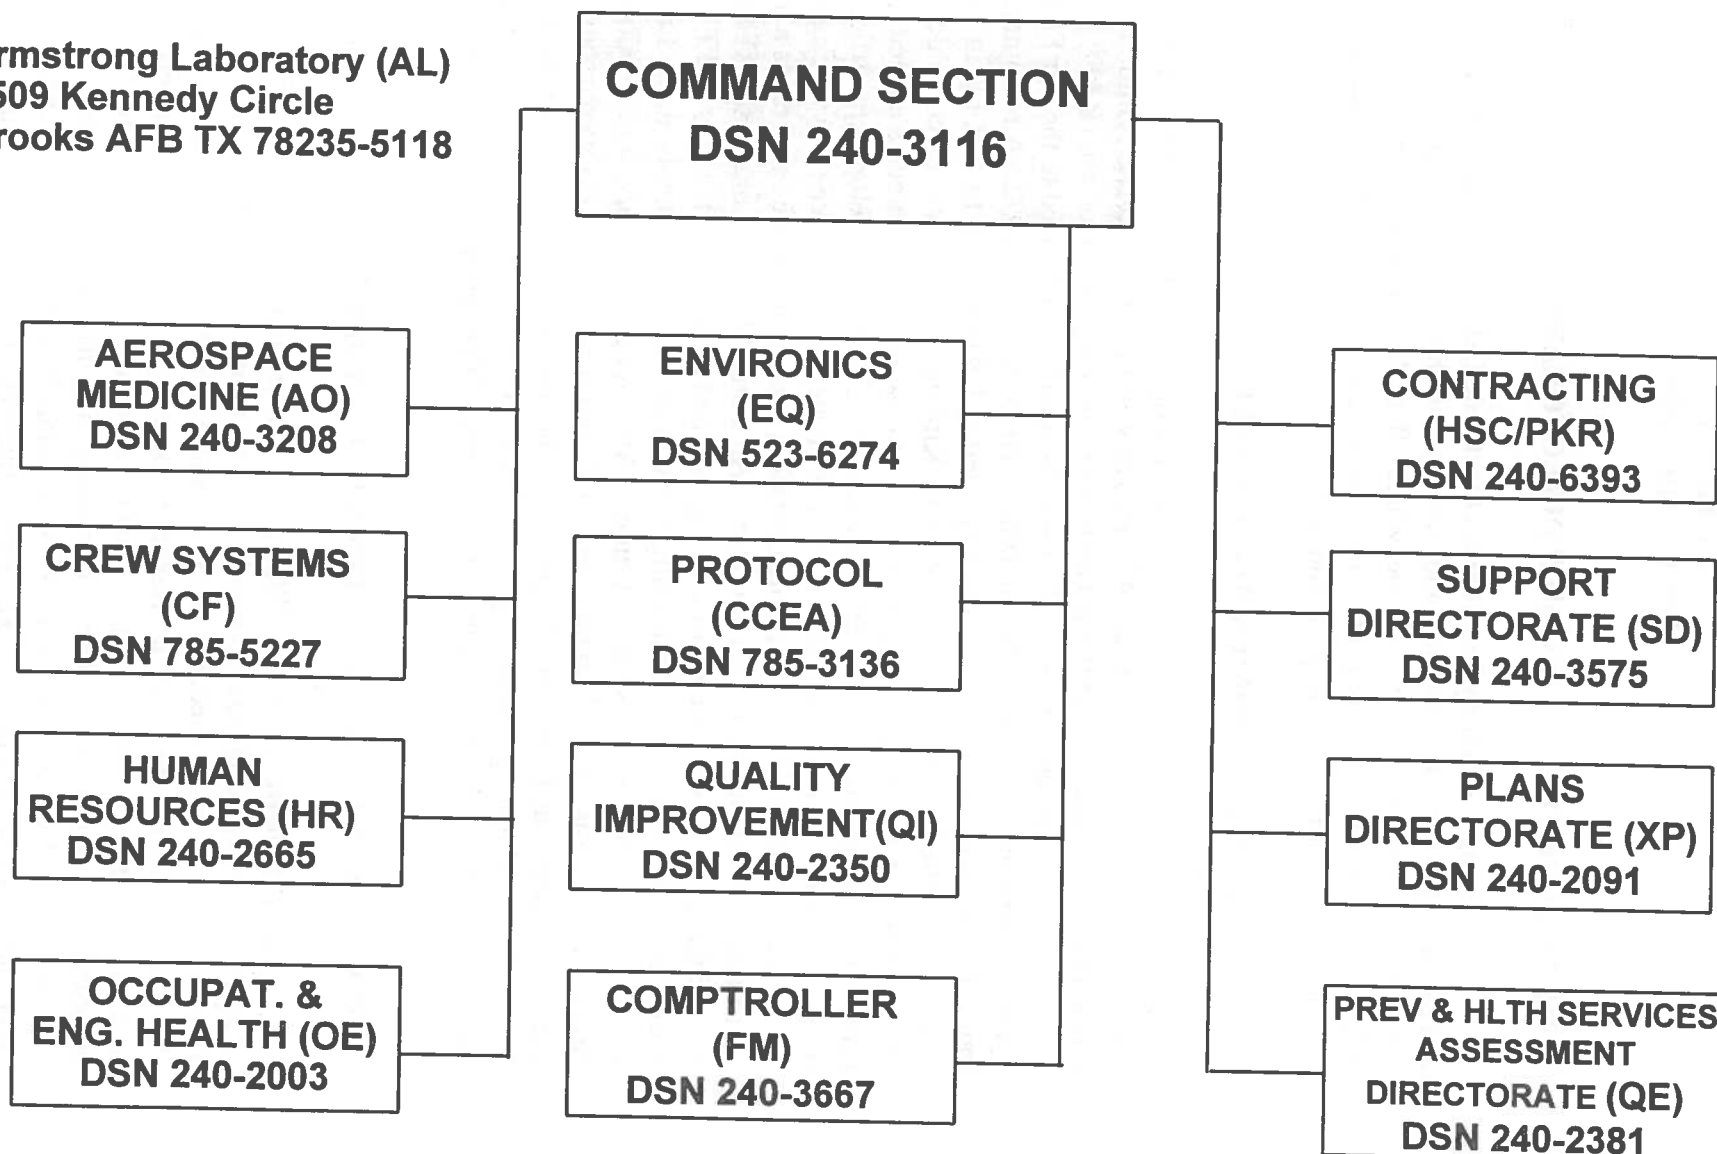 rmstrong Laboratory (AL)
509 Kennedy Circle
rooks AFB TX 78235-5118
COMMAND SECTION
DSN 240-3116
AEROSPACE
MEDICINE (AO)
DSN 240-3208
CREW SYSTEMS
(CF)
DSN 785-5227
HUMAN
RESOURCES (HR)
DSN 240-2665
OCCUPAT. &
ENG. HEALTH (OE)
DSN 240-2003
ENVIRONICS
(EQ)
DSN 523-6274
PROTOCOL
(CCEA)
DSN 785-3136
QUALITY
IMPROVEMENT(QI)
DSN 240-2350
COMPTROLLER
(FM)
DSN 240-3667
CONTRACTING
(HSC/PKR)
DSN 240-6393
SUPPORT
DIRECTORATE (SD)
DSN 240-3575
PLANS
DIRECTORATE (XP)
DSN 240-2091
PREV & HLTH SERVICES
ASSESSMENT
DIRECTORATE (QE)
DSN 240-2381